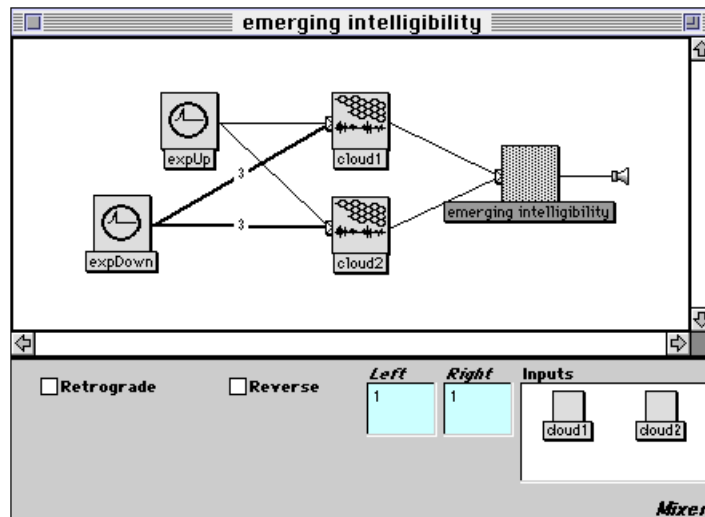 emerging intelligibility
expUp
cloud1
3
emerging intelligibility
expDown
3
cloud2
Retrograde
Reverse
Left
Right
Inputs
1
1
cloud1
cloud2
Mixer